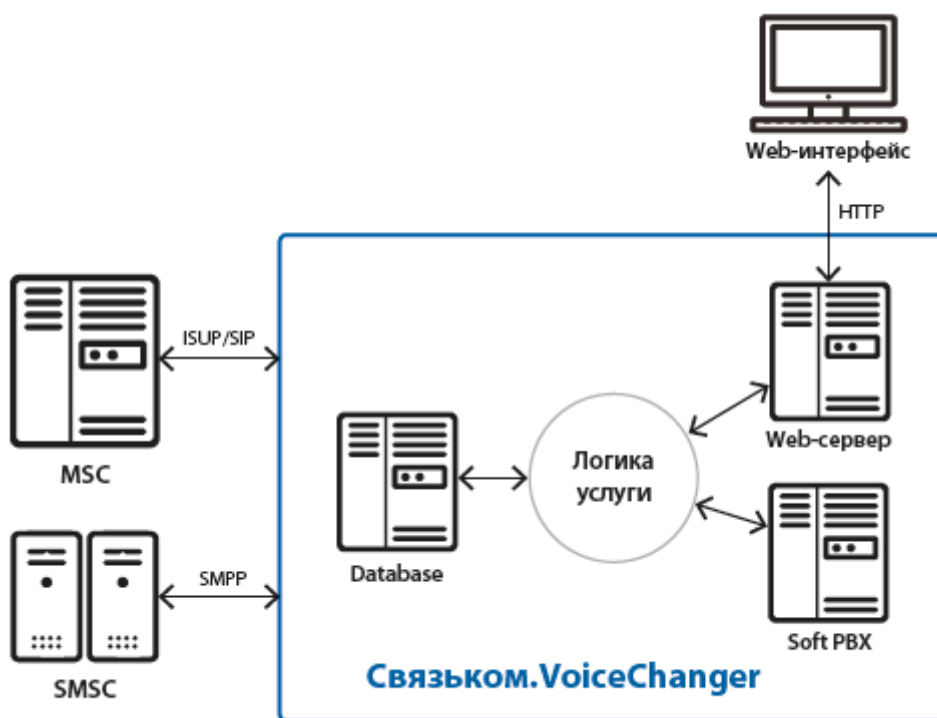 Web-интерфейс
HTTP
ISUP/SIP
MSC
Web-сервер
Логика
услуги
Database
SMPP
Soft PBX
SMSC
Связьком.VoiceChanger